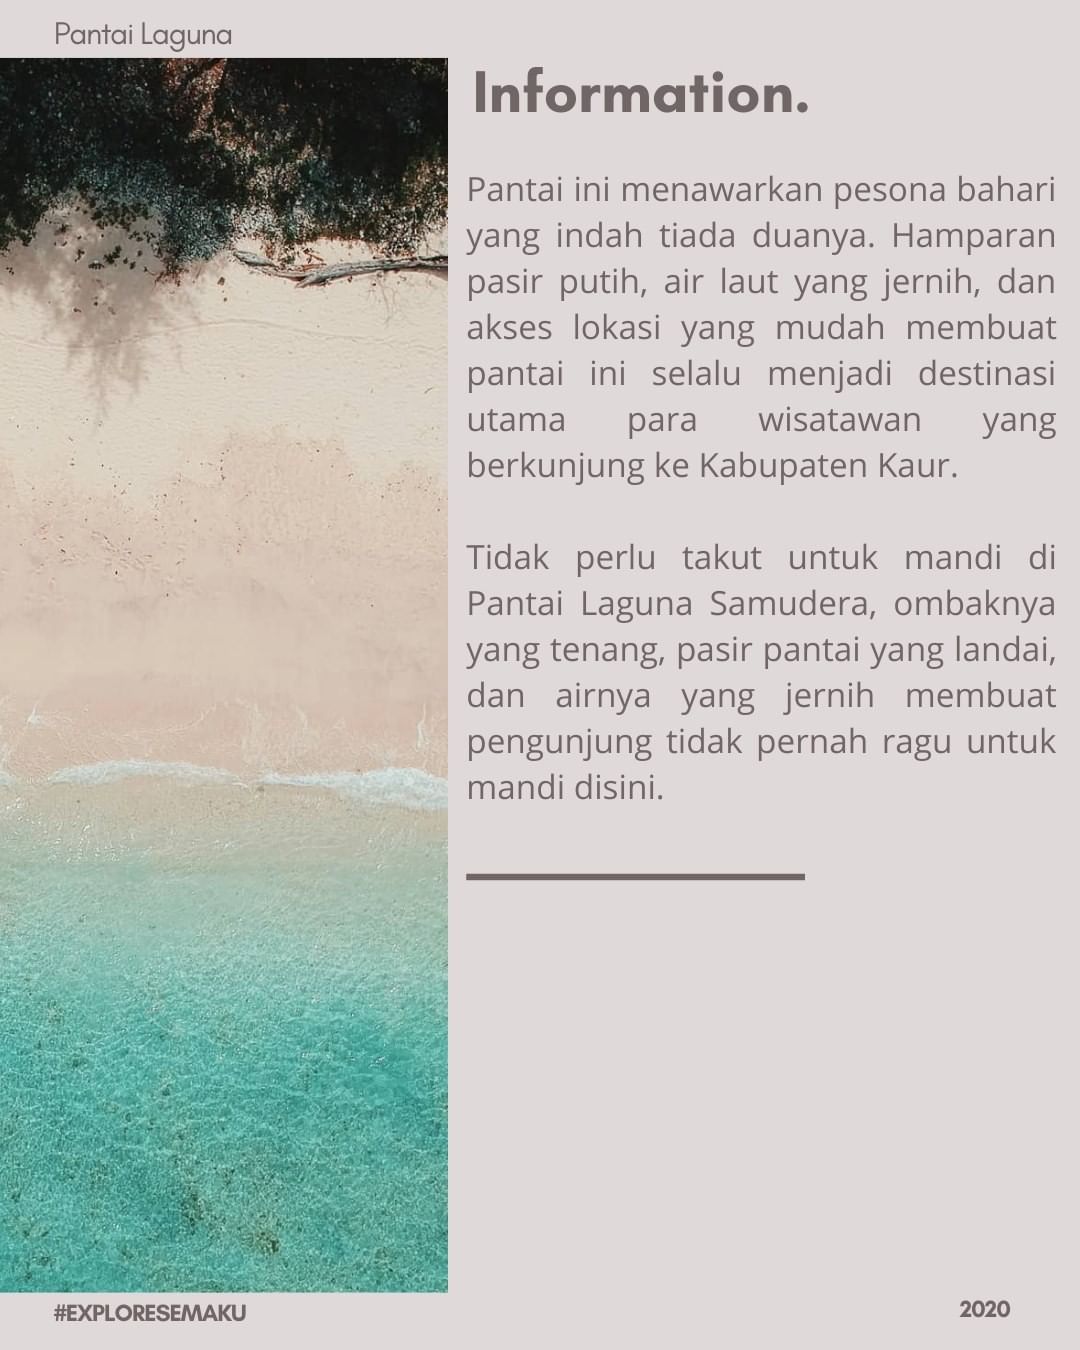 Pantai Laguna
Information.
Pantai ini menawarkan pesona bahari
yang indah tiada duanya. Hamparan
pasir putih, air laut yang jernih, dan
akses lokasi yang mudah membuat
pantai ini selalu menjadi destinasi
utama para wisatawan yang
berkunjung ke Kabupaten Kaur.
Tidak perlu takut untuk mandi di
Pantai Laguna Samudera, ombaknya
yang tenang, pasir pantai yang landai,
dan airnya yang jernih membuat
pengunjung tidak pernah ragu untuk
mandi disini.
#EXPLORESEMAKU
2020